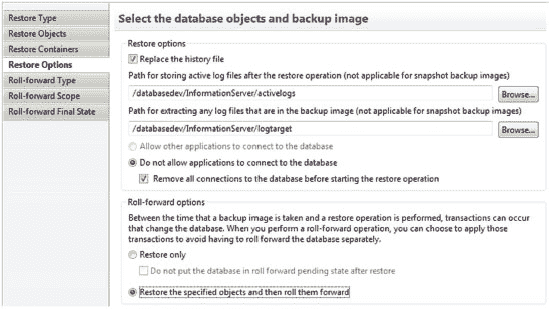 Restore Type
Restore Objects
Restore Containers
Restore Options
Roll-forward Type
Roll-forward Scope
Roll-forward Final State
Select the database objects and backup image
Restore options
Replace the history file
Path for storing active log files after the restore operation (not applicable for snapshot backup images)
/databasedev/InformationServer/activelogs
Browse...
Path for extracting any log files that are in the backup image (not applicable for snapshot backup images)
/databasedev/InformationServer/logtarget
Browse...
Allow other applications to connect to the database
Do not allow applications to connect to the database
Remove all connections to the database before starting the restore operation
Roll-forward options
Between the time that a backup image is taken and a restore operation is performed, transactions can occur
that change the database. When you perform a roll-forward operation, you can choose to apply those
transactions to avoid having to roll forward the database separately.
Restore only
Do not put the database in roll forward pending state after restore
Restore the specified objects and then roll them forward